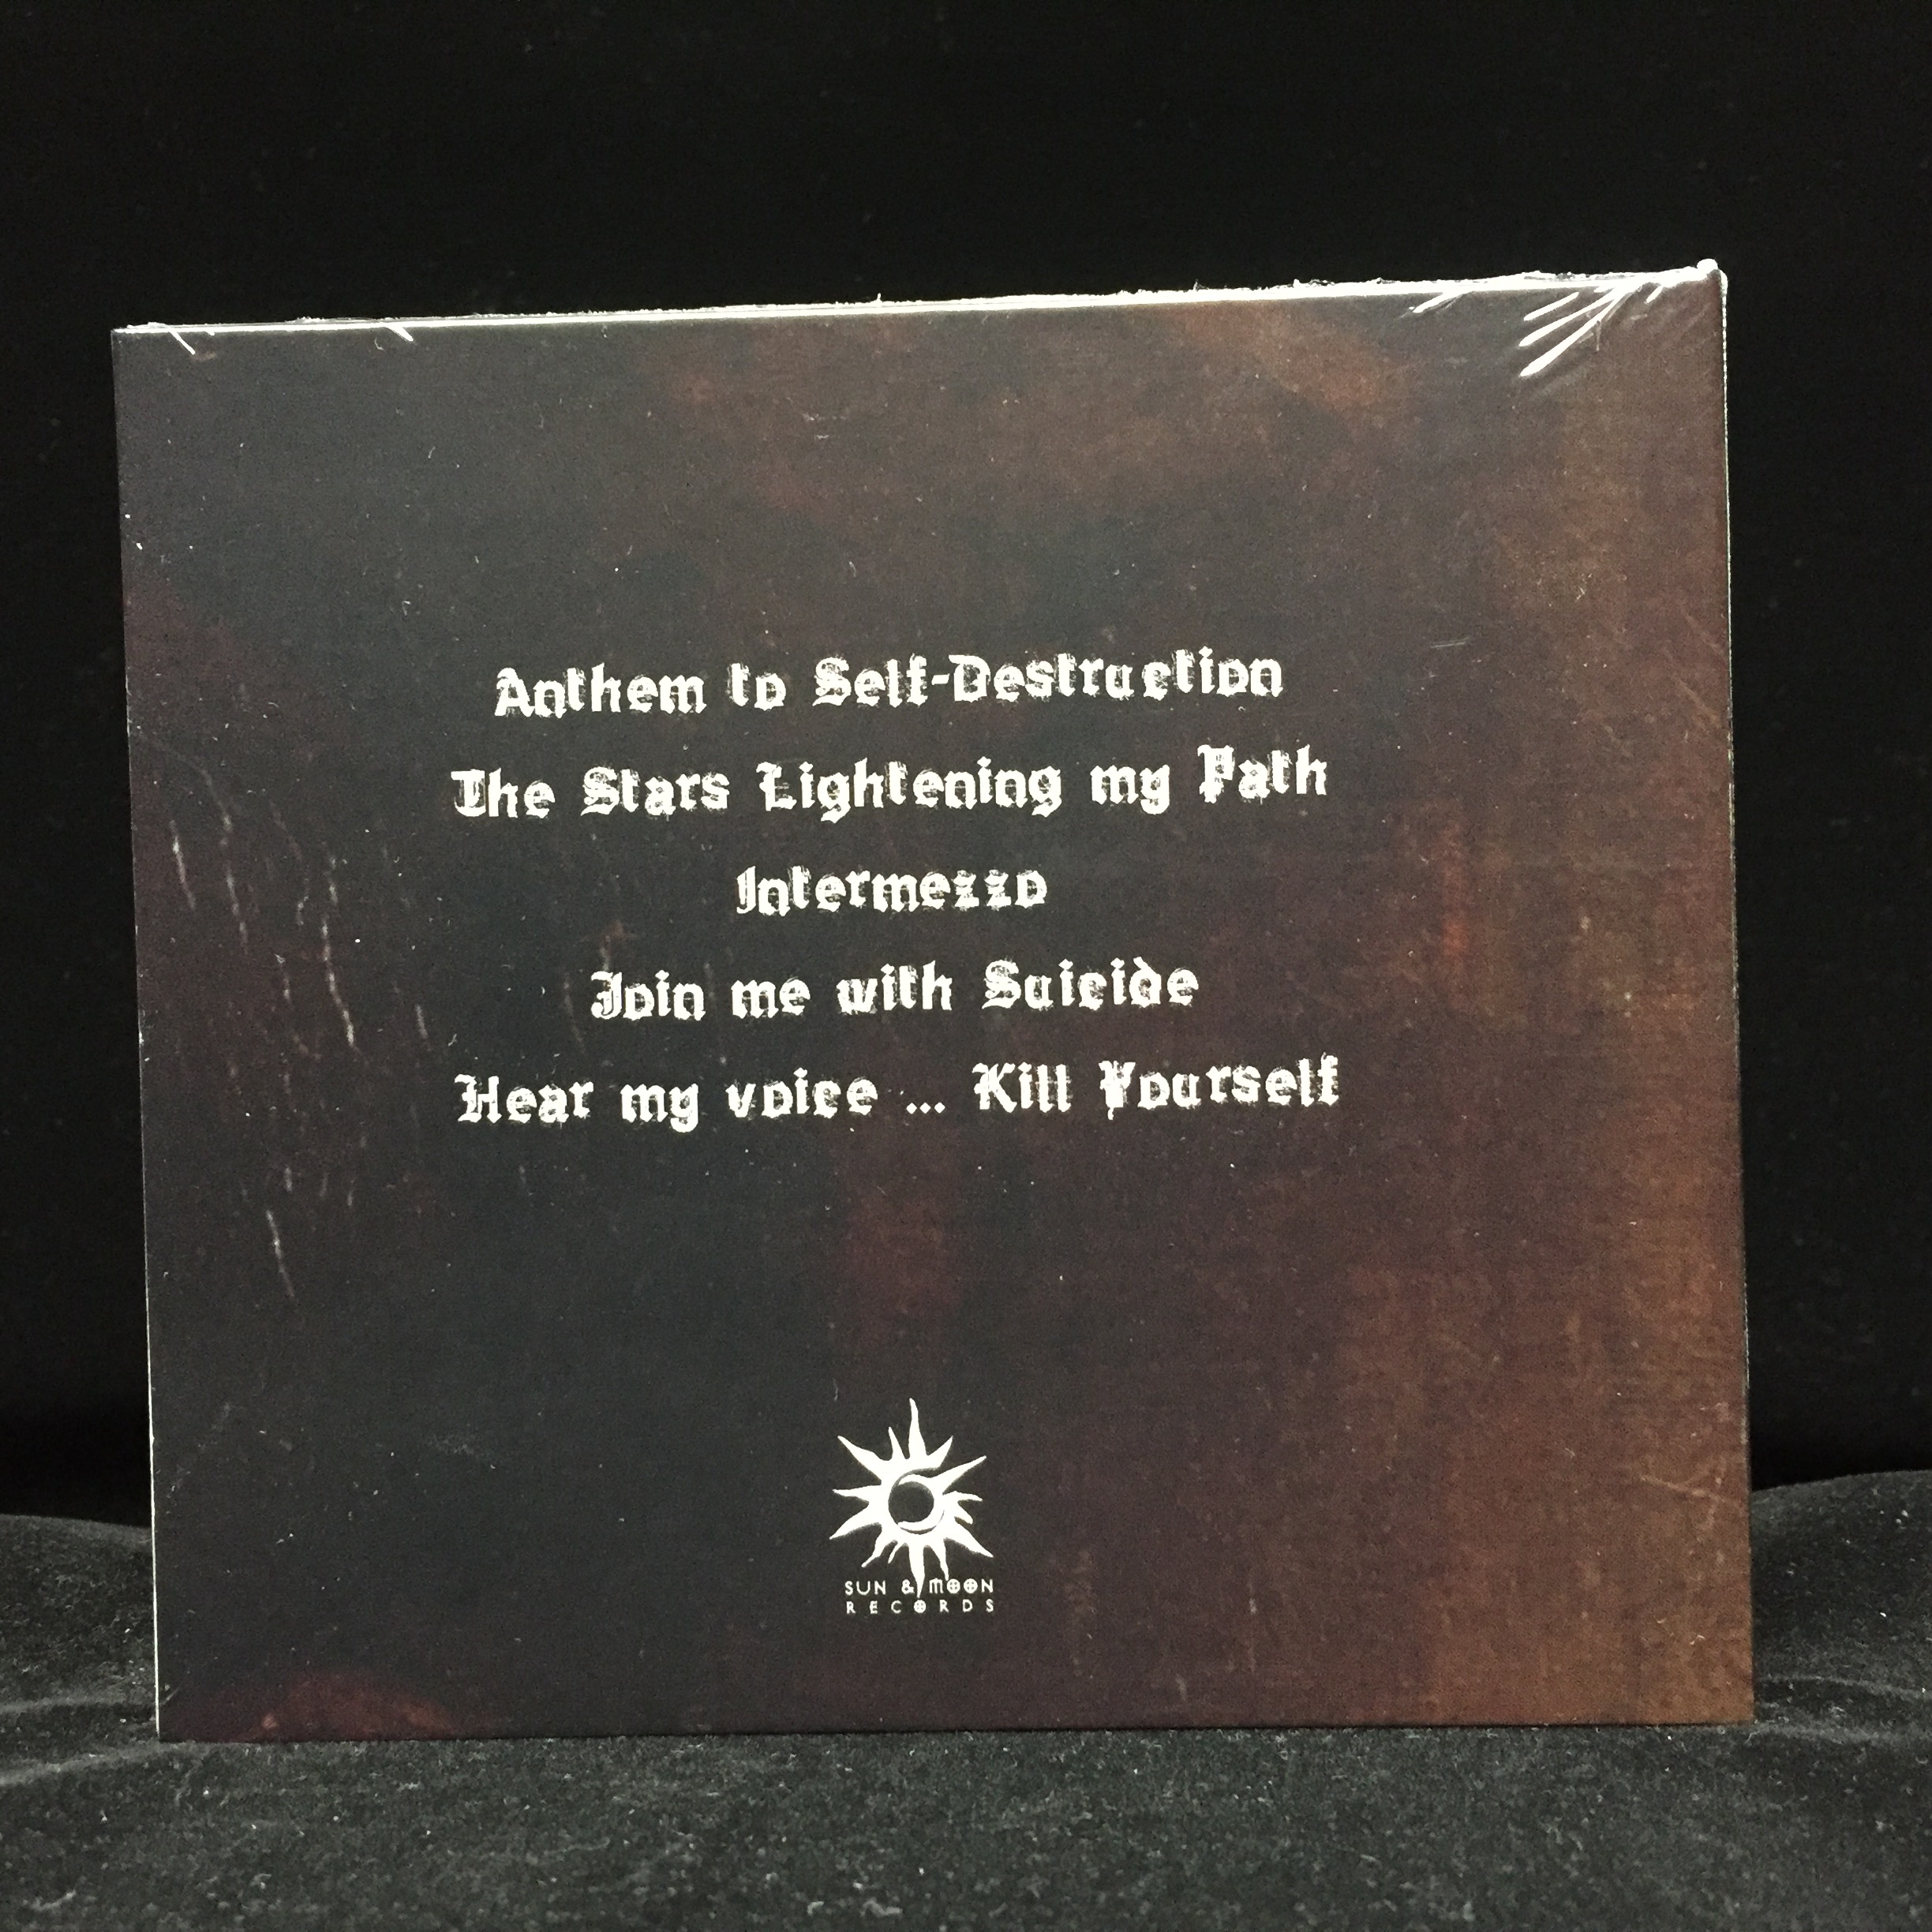 Anthem to Self-Destruction
The Stars Lightening my Path
Intermezzo
Join me with Suicide
Hear my voice ... Kill Yourself
SUN & MOON
RECORDS